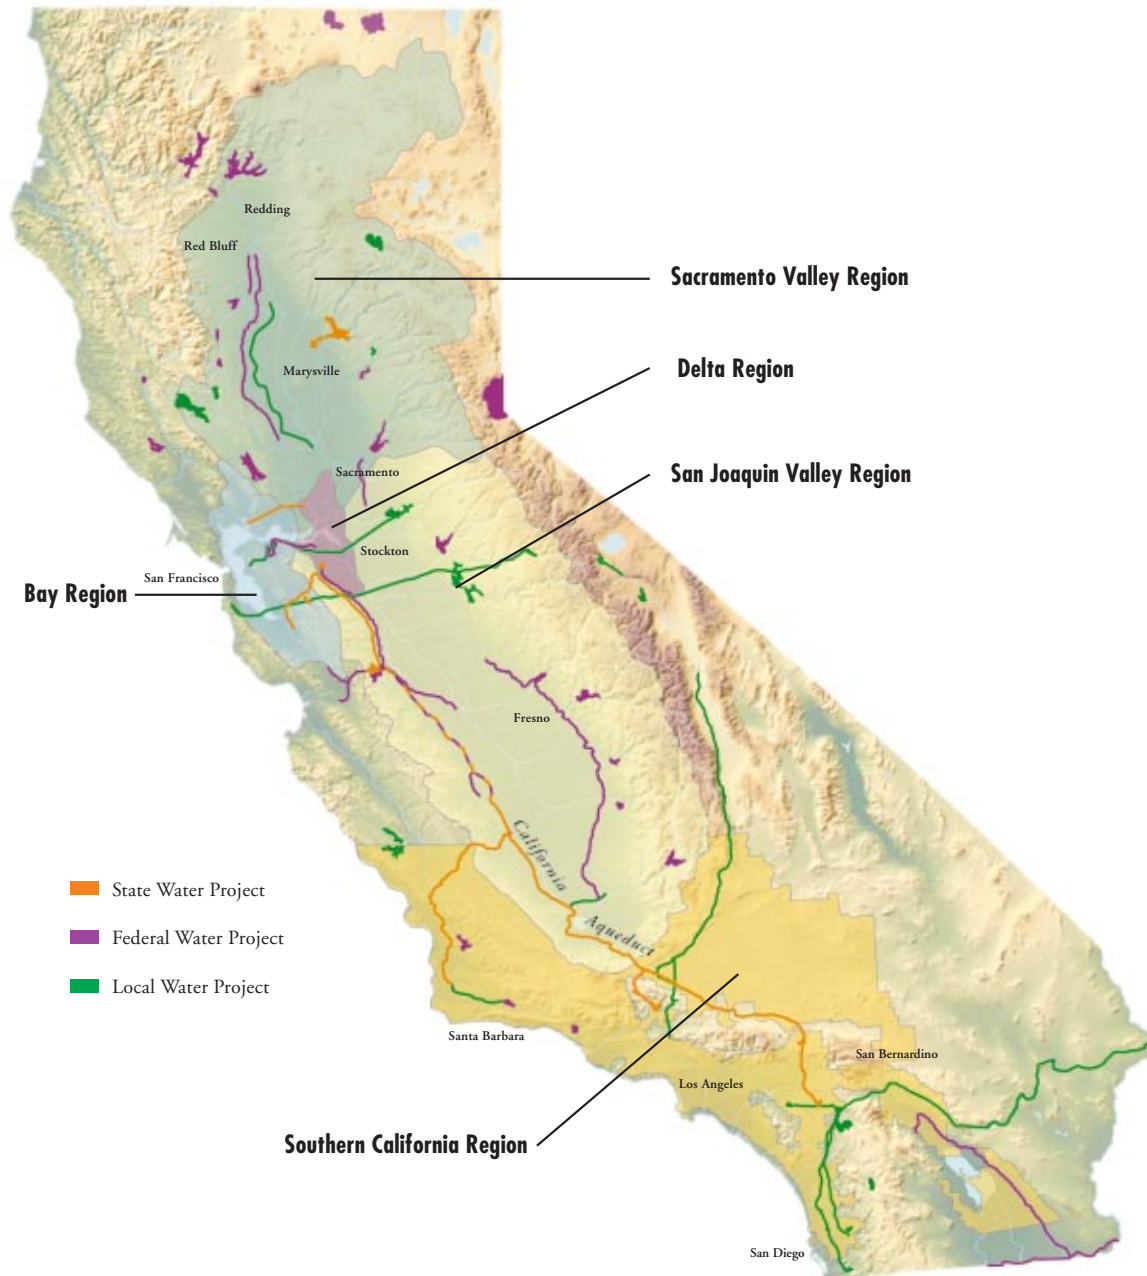 Redding
Red Bluff
Sacramento Valley Region
Delta Region
Marysville
Sacramento
San Joaquin Valley Region
Stockton
San Francisco
Bay Region
Fresno
California
Aqueduct
State Water Project
Federal Water Project
Local Water Project
Santa Barbara
San Bernardino
Los Angeles
Southern California Region
San Diego